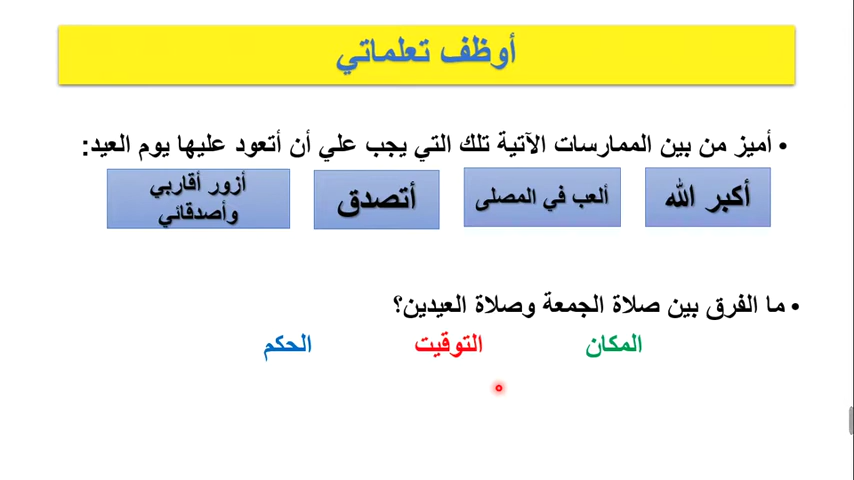 أوظف تعلماتي
• أميز من بين الممارسات الآتية تلك التي يجب علي أن أتعود عليها يوم العيد:
أكبر الله
ألعب في المصلى
أتصدق
أزور أقاربي
وأصدقائي
• ما الفرق بين صلاة الجمعة وصلاة العيدين؟
المكان التوقيت الحكم